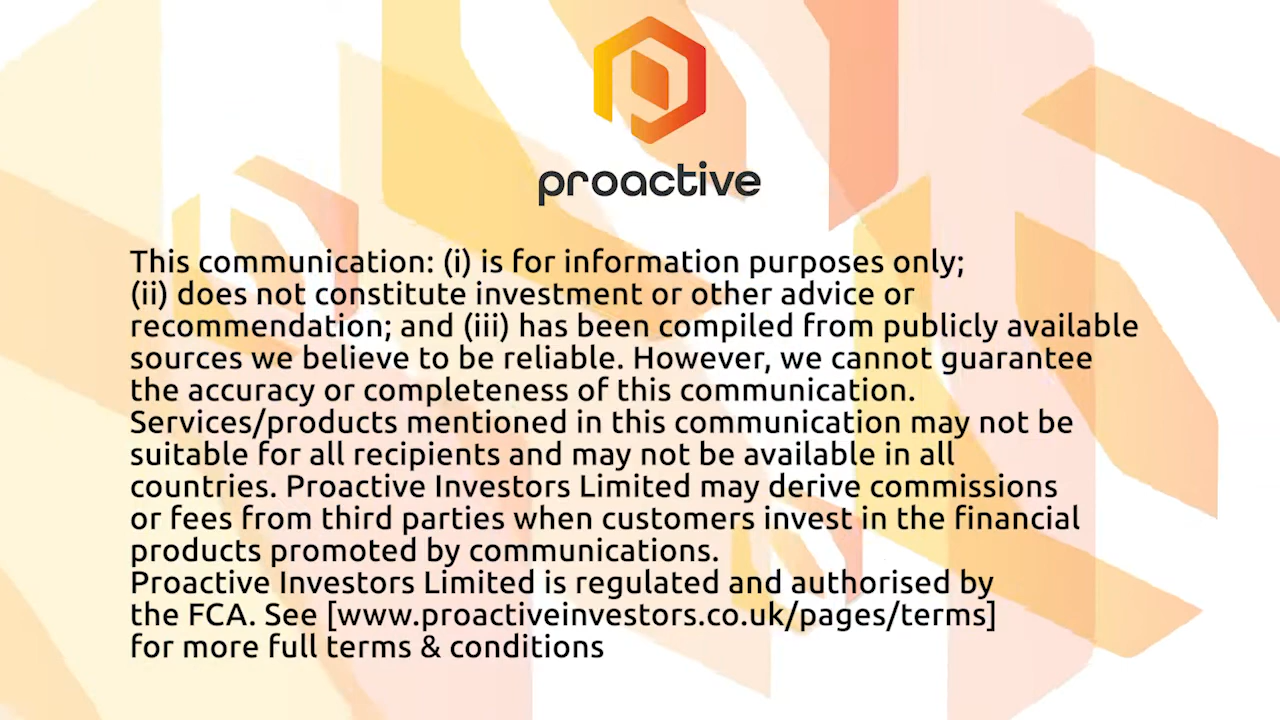 proactive
This communication: (i) is for information purposes only;
(ii) does not constitute investment or other advice or
recommendation; and (iii) has been compiled from publicly available
sources we believe to be reliable. However, we cannot guarantee
the accuracy or completeness of this communication.
Services/products mentioned in this communication may not be
suitable for all recipients and may not be available in all
countries. Proactive Investors Limited may derive commissions
or fees from third parties when customers invest in the financial
products promoted by communications.
Proactive Investors Limited is regulated and authorised by
the FCA. See [www.proactiveinvestors.co.uk/pages/terms]
for more full terms & conditions